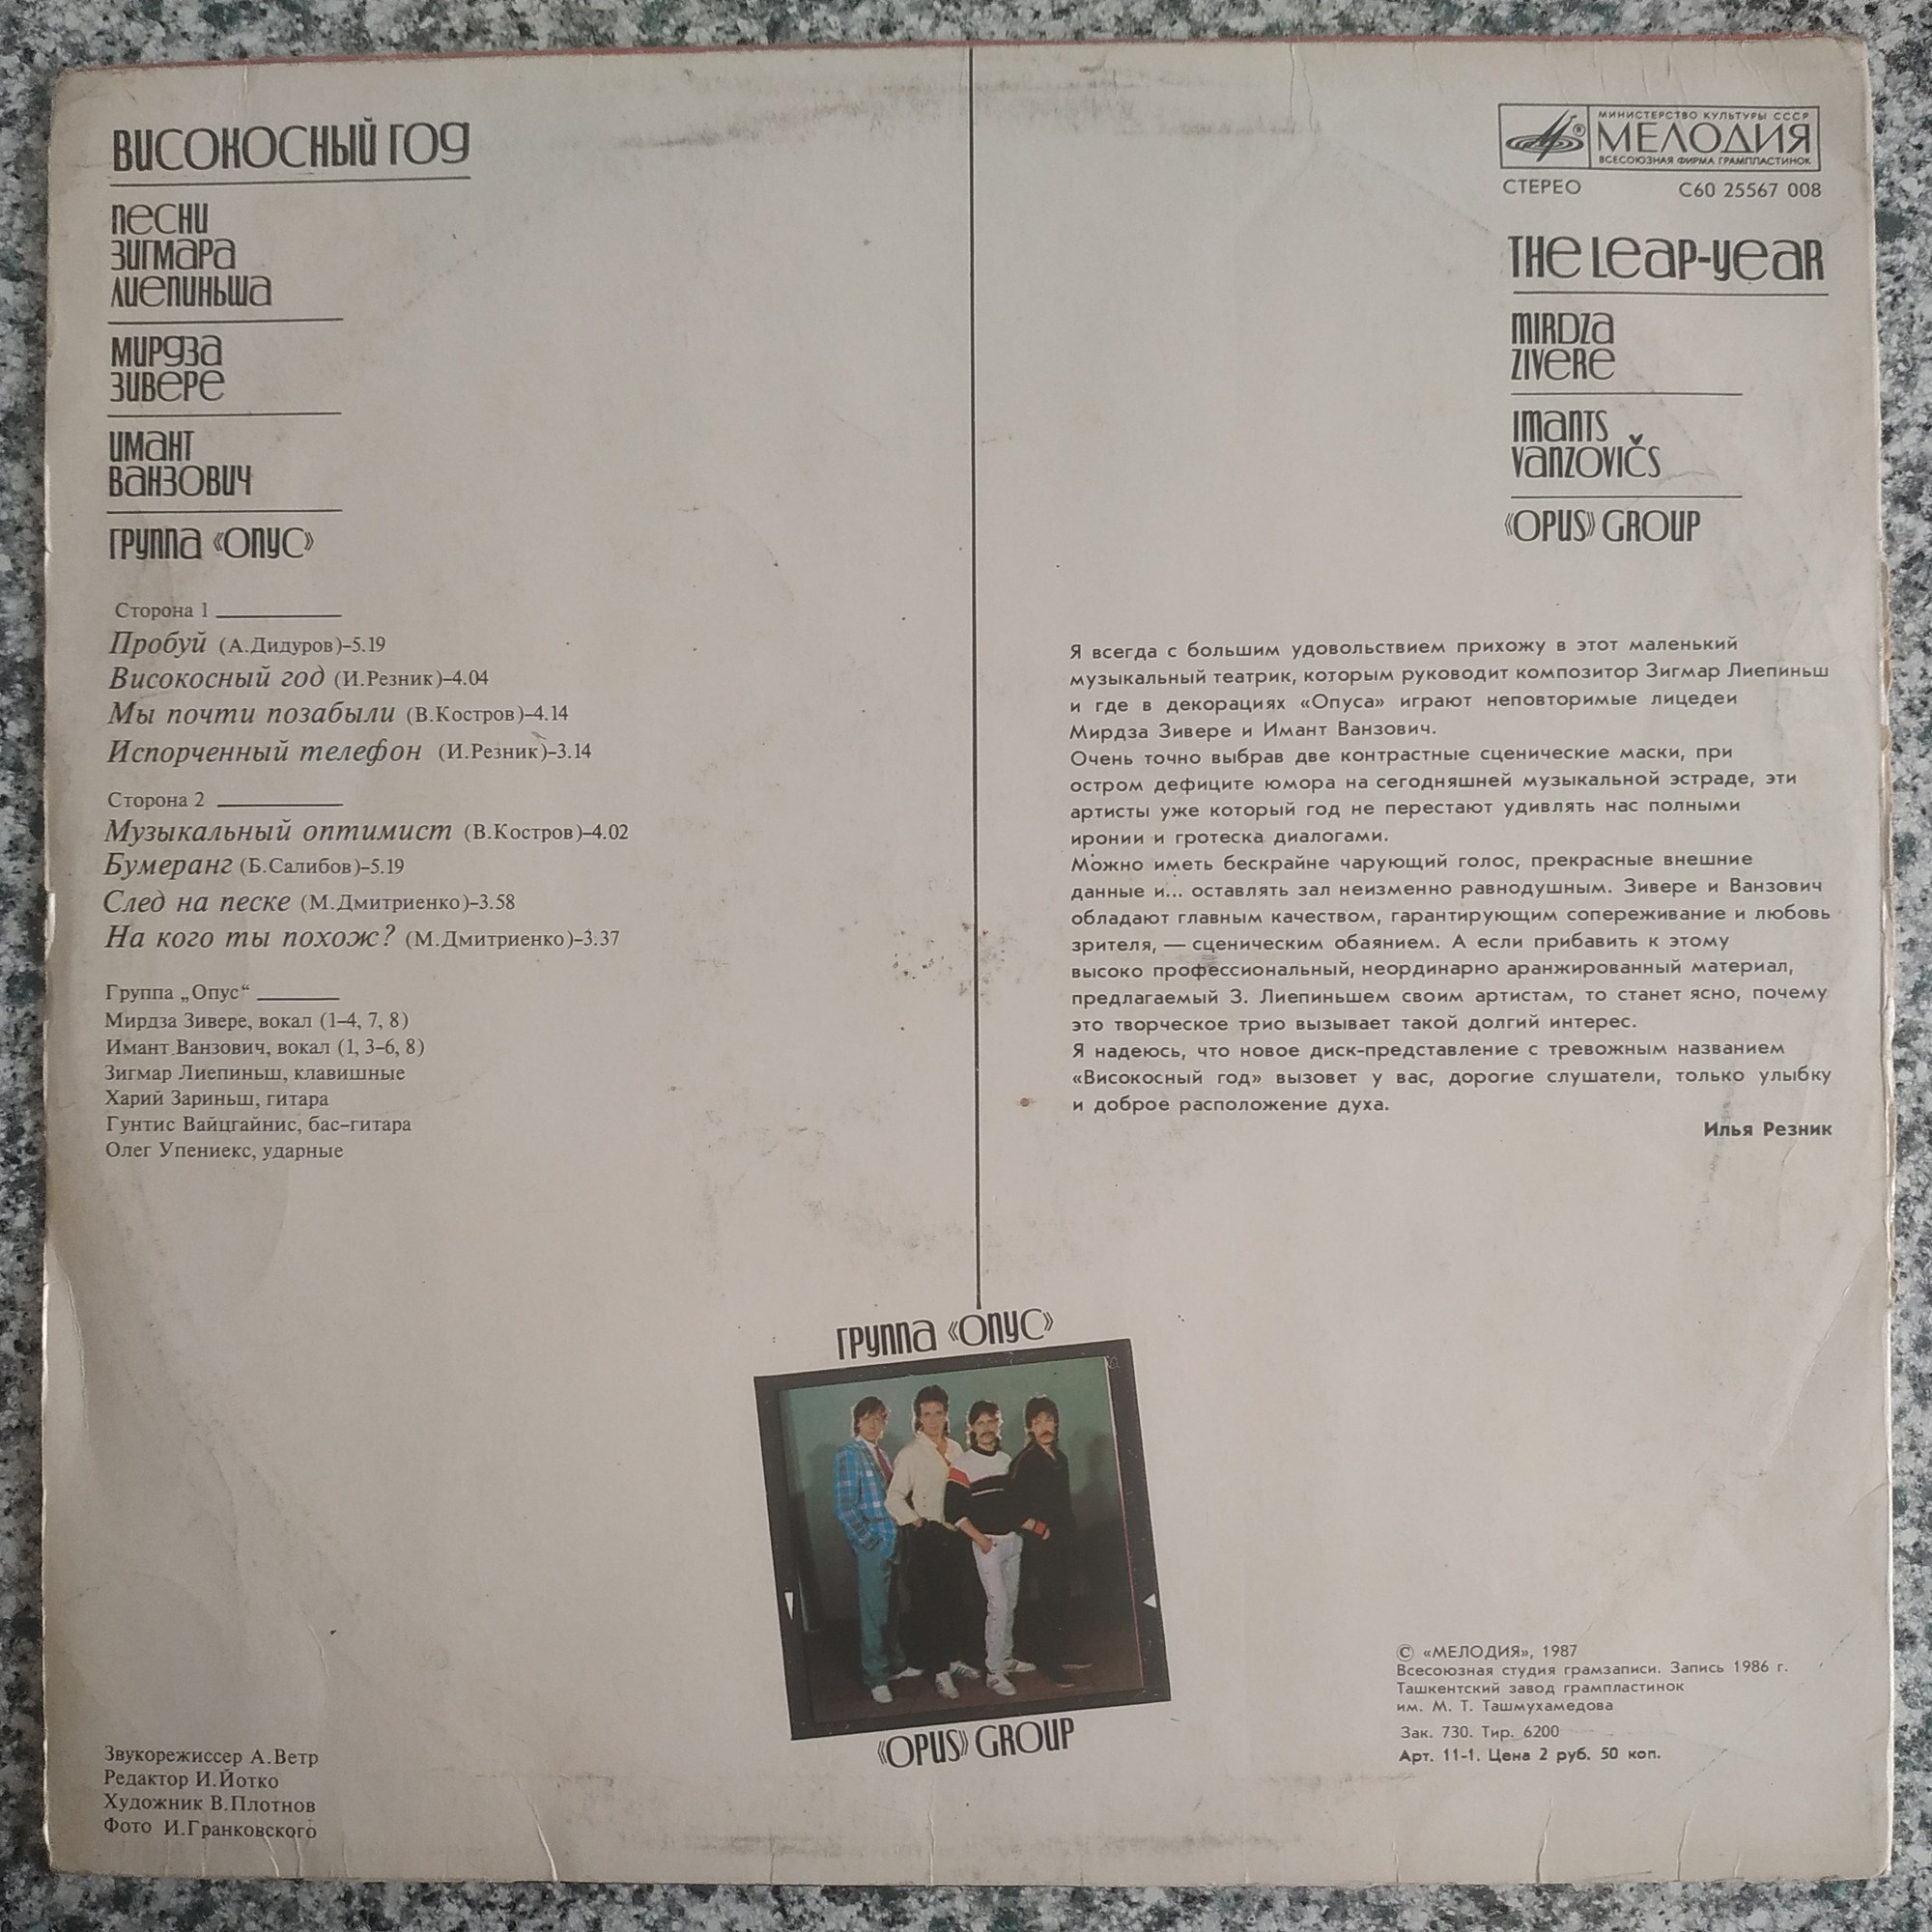 ВИСОКОСНЫЙ ГОД
ПЕСНИ
ЗИГМАРА
ЛИЕПИНЬША
МИРДЗА
ЗИВЕРЕ
ИМАНТ
ВАНЗОВИЧ
ГРУППА «ОПУС»
Сторона 1
Пробуй (А.Дидуров)–5.19
Високосный год (И.Резник)–4.04
Мы почти позабыли (В.Костров)–4.14
Испорченный телефон (И.Резник)–3.14
Сторона 2
Музыкальный оптимист (В.Костров)–4.02
Бумеранг (Б.Салибов)–5.19
След на песке (М.Дмитриенко)–3.58
На кого ты похож? (М.Дмитриенко)–3.37
Группа „Опус“
Мирдза Зивере, вокал (1–4, 7, 8)
Имант Ванзович, вокал (1, 3–6, 8)
Зигмар Лиепиньш, клавишные
Харий Зариньш, гитара
Гунтис Вайцгайнис, бас–гитара
Олег Упениекс, ударные
МИНИСТЕРСТВО КУЛЬТУРЫ СССР
® МЕЛОДИЯ
ВСЕСОЮЗНАЯ ФИРМА ГРАМПЛАСТИНОК
СТЕРЕО С60 25567 008
THE LEAP-YEAR
MIRDZA
ZIVERE
IMANTS
VANZOVIČS
«OPUS» GROUP
Я всегда с большим удовольствием прихожу в этот маленький
музыкальный театрик, которым руководит композитор Зигмар Лиепиньш
и где в декорациях «Опуса» играют неповторимые лицедеи
Мирдза Зивере и Имант Ванзович.
Очень точно выбрав две контрастные сценические маски, при
остром дефиците юмора на сегодняшней музыкальной эстраде, эти
артисты уже который год не перестают удивлять нас полными
иронии и гротеска диалогами.
Можно иметь бескрайне чарующий голос, прекрасные внешние
данные и... оставлять зал неизменно равнодушным. Зивере и Ванзович
обладают главным качеством, гарантирующим сопереживание и любовь
зрителя, — сценическим обаянием. А если прибавить к этому
высоко профессиональный, неординарно аранжированный материал,
предлагаемый З. Лиепиньшем своим артистам, то станет ясно, почему
это творческое трио вызывает такой долгий интерес.
Я надеюсь, что новое диск-представление с тревожным названием
«Високосный год» вызовет у вас, дорогие слушатели, только улыбку
и доброе расположение духа.
Илья Резник
ГРУППА «ОПУС»
«OPUS» GROUP
Звукорежиссер А.Ветр
Редактор И.Йотко
Художник В.Плотнов
Фото И.Гранковского
© «МЕЛОДИЯ», 1987
Всесоюзная студия грамзаписи. Запись 1986 г.
Ташкентский завод грампластинок
им. М. Т. Ташмухамедова
Зак. 730. Тир. 6200
Арт. 11-1. Цена 2 руб. 50 коп.